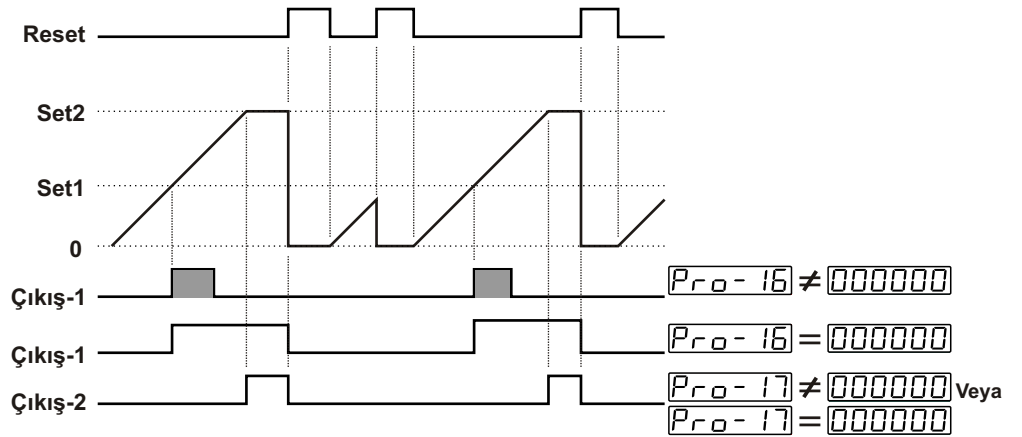 Reset
Set2
Set1
0
Çıkış-1 Pro-16 ≠ 000000
Çıkış-1 Pro-16 = 000000
Çıkış-2 Pro-17 ≠ 000000 Veya
Pro-17 = 000000